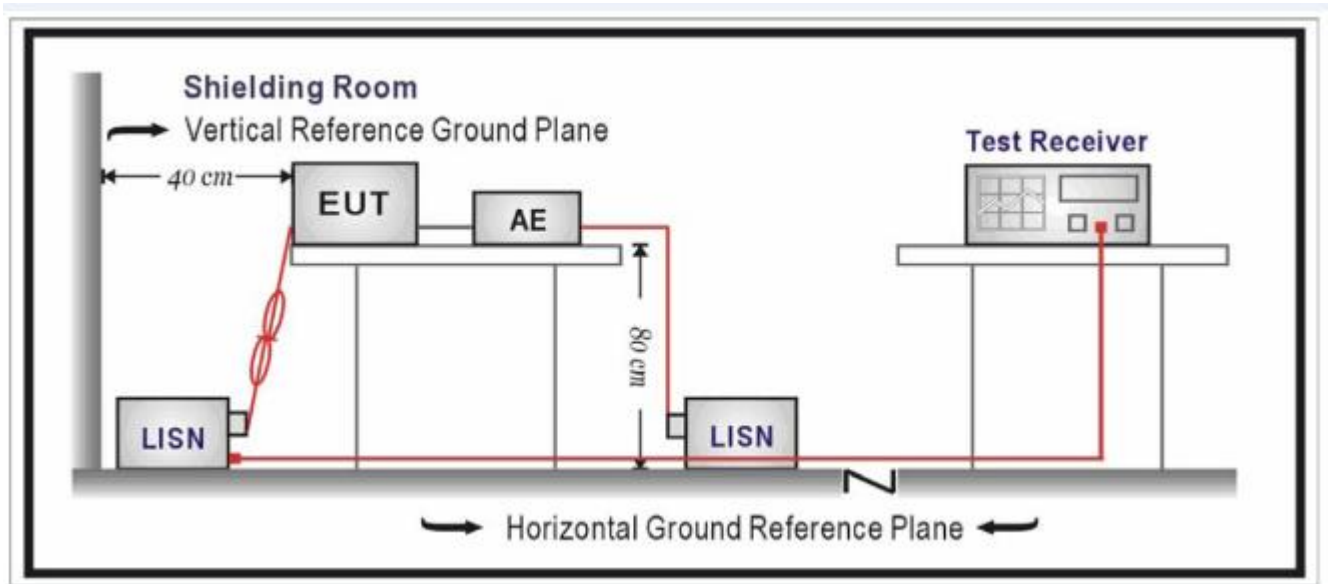 Shielding Room
Vertical Reference Ground Plane
Test Receiver
40 cm
EUT
AE
80 cm
LISN
LISN
Horizontal Ground Reference Plane